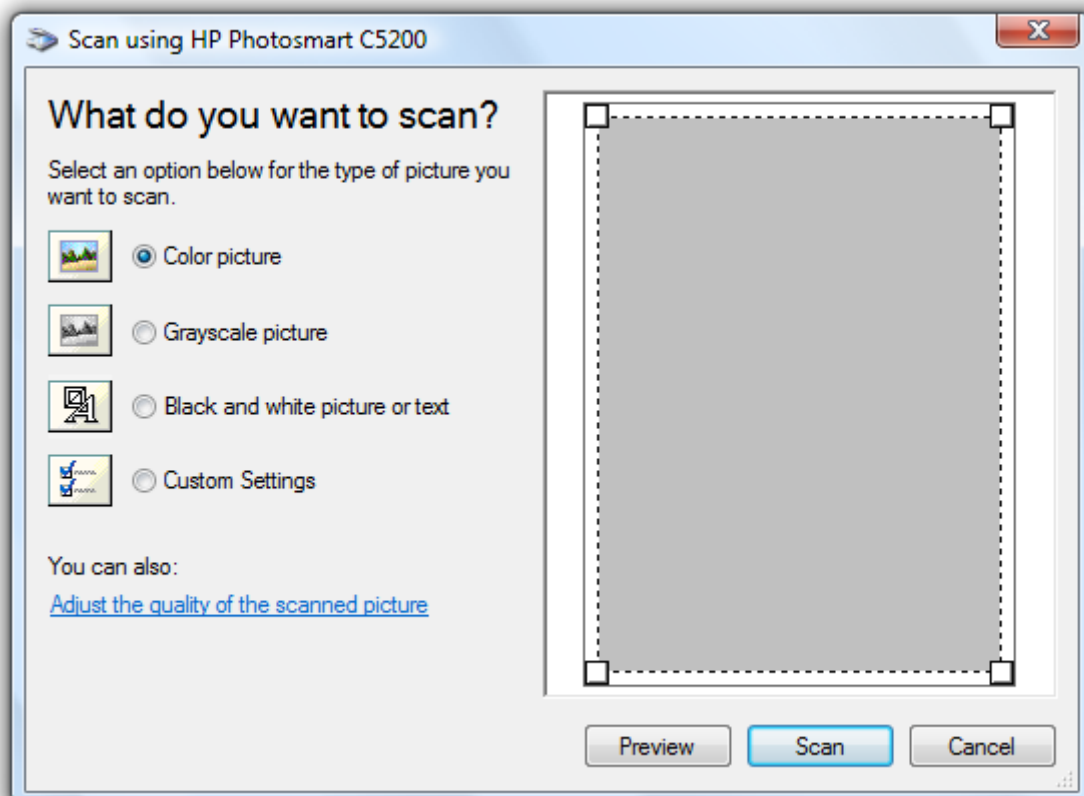 Scan using HP Photosmart C5200
What do you want to scan?
Select an option below for the type of picture you
want to scan.
Color picture
Grayscale picture
Black and white picture or text
Custom Settings
You can also:
Adjust the quality of the scanned picture
Preview
Scan
Cancel